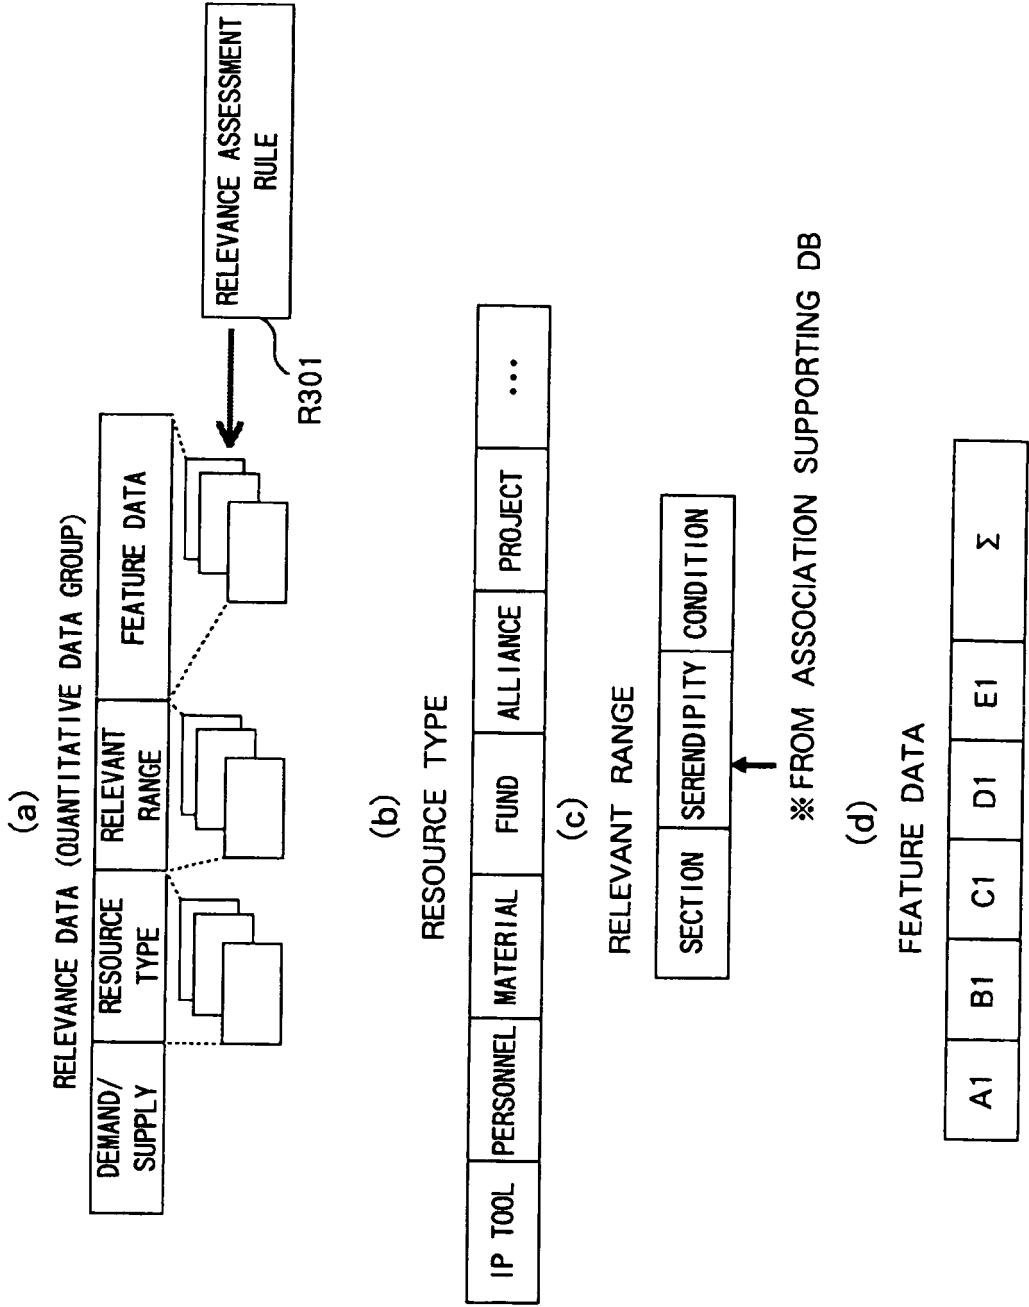 (a)
RELEVANCE DATA (QUANTITATIVE DATA GROUP)
DEMAND/
SUPPLY
RESOURCE
TYPE
RELEVANT
RANGE
FEATURE DATA
RELEVANCE ASSESSMENT
RULE
R301
(b)
RESOURCE TYPE
IP TOOL
PERSONNEL
MATERIAL
FUND
ALLIANCE
PROJECT
...
(c)
RELEVANT RANGE
SECTION
SERENDIPITY
CONDITION
※FROM ASSOCIATION SUPPORTING DB
(d)
FEATURE DATA
A1
B1
C1
D1
E1
Σ